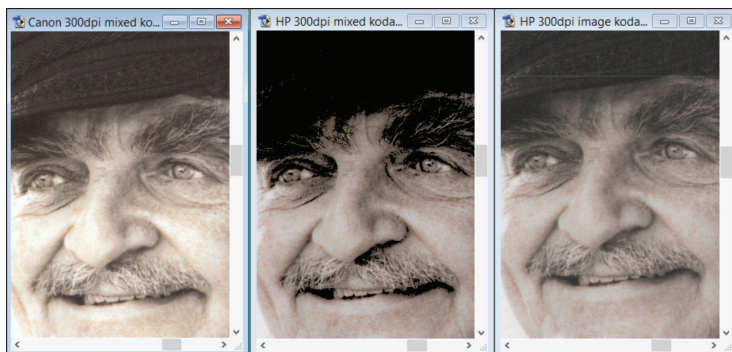 Canon 300dpi mixed ko...
HP 300dpi mixed koda...
HP 300dpi image koda...